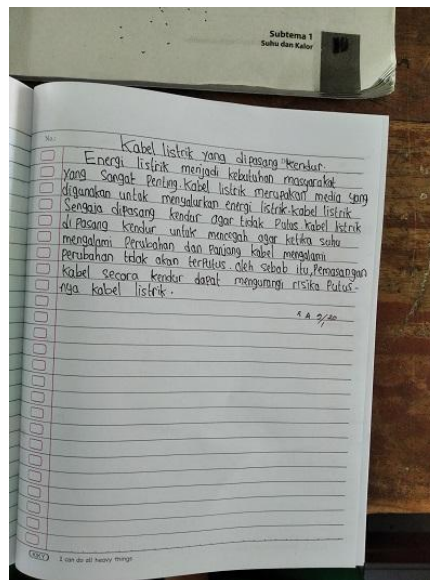 Subtema 1
Suhu dan Kalor
No:
Kabel listrik yang dipasang kendur.
Energi listrik menjadi kebutuhan masyarakat
yang sangat Penting. Kabel listrik merupakan media yang
digunakan untuk menyalurkan energi listrik. kabel listrik
Sengaja dipasang kendur agar tidak Putus. kabel listrik
di Pasang kendur untuk mencegah agar ketika suhu
mengalami Perubahan dan Panjang kabel mengalami
Perubahan tidak akan terPutus. oleh sebab itu, Pemasangan
kabel secara kendur dapat mengurangi risiko Putus-
nya kabel listrik.
KIKY
I can do all heavy things